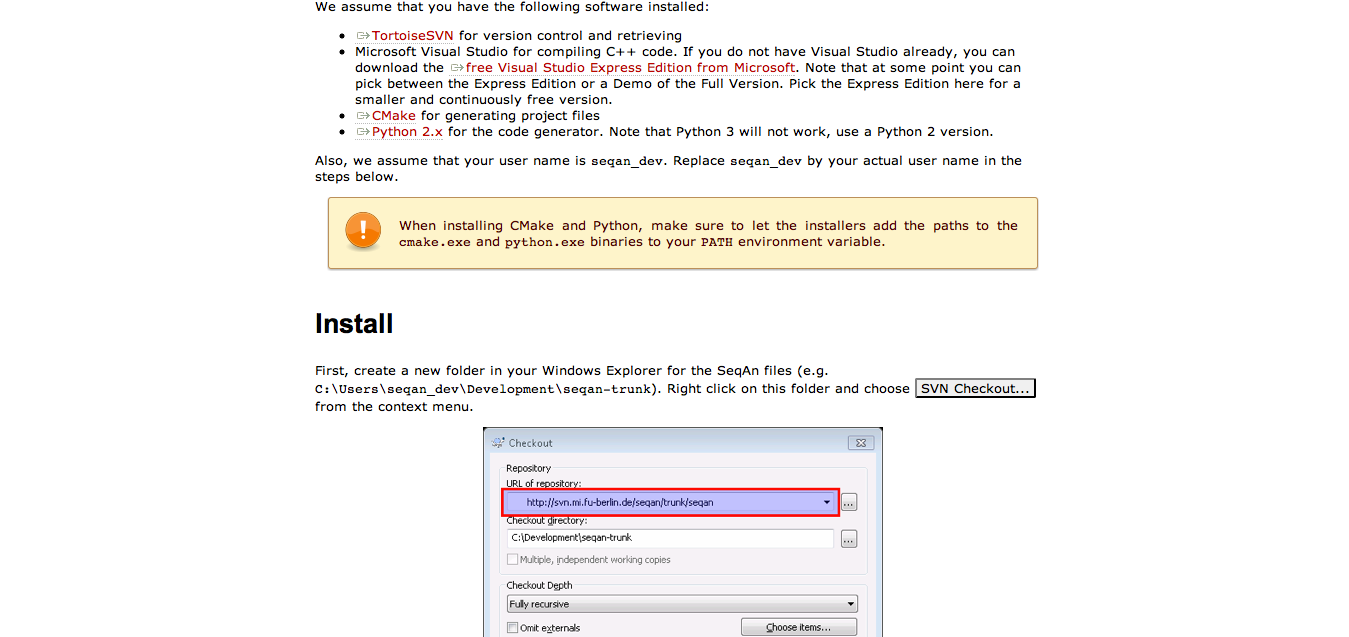 We assume that you have the following software installed:
TortoiseSVN for version control and retrieving
Microsoft Visual Studio for compiling C++ code. If you do not have Visual Studio already, you can
download the free Visual Studio Express Edition from Microsoft. Note that at some point you can
pick between the Express Edition or a Demo of the Full Version. Pick the Express Edition here for a
smaller and continuously free version.
CMake for generating project files
Python 2.x for the code generator. Note that Python 3 will not work, use a Python 2 version.
Also, we assume that your user name is seqan_dev. Replace seqan_dev by your actual user name in the
steps below.
When installing CMake and Python, make sure to let the installers add the paths to the
cmake.exe and python.exe binaries to your PATH environment variable.
Install
First, create a new folder in your Windows Explorer for the SeqAn files (e.g.
C:\Users\seqan_dev\Development\seqan-trunk). Right click on this folder and choose SVN Checkout...
from the context menu.
Checkout
Repository
URL of repository:
http://svn.mi.fu-berlin.de/seqan/trunk/seqan
...
Checkout directory:
C:\Development\seqan-trunk
...
Multiple, independent working copies
Checkout Depth
Fully recursive
Omit externals
Choose items...